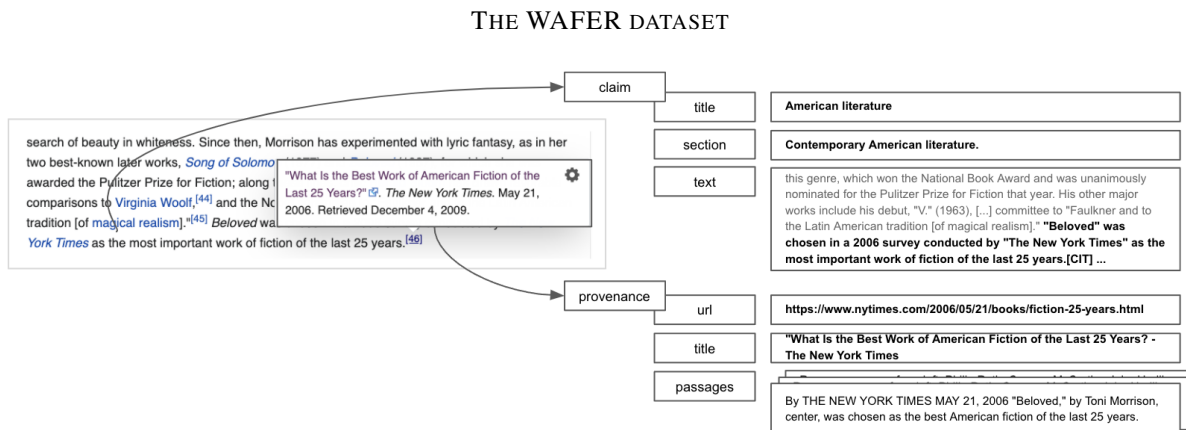 THE WAFER DATASET
search of beauty in whiteness. Since then, Morrison has experimented with lyric fantasy, as in her
two best-known later works, Song of Solomo
awarded the Pulitzer Prize for Fiction; along
comparisons to Virginia Woolf,[44] and the No
tradition [of magical realism]."[45] Beloved wa
York Times as the most important work of fiction of the last 25 years.[46]
"What Is the Best Work of American Fiction of the
Last 25 Years?". The New York Times. May 21,
2006. Retrieved December 4, 2009.
claim
title
American literature
section
Contemporary American literature.
text
this genre, which won the National Book Award and was unanimously
nominated for the Pulitzer Prize for Fiction that year. His other major
works include his debut, "V." (1963), [...] committee to "Faulkner and to
the Latin American tradition [of magical realism]." "Beloved" was
chosen in a 2006 survey conducted by "The New York Times" as the
most important work of fiction of the last 25 years.[CIT] ...
provenance
url
https://www.nytimes.com/2006/05/21/books/fiction-25-years.html
title
"What Is the Best Work of American Fiction of the Last 25 Years? -
The New York Times
passages
By THE NEW YORK TIMES MAY 21, 2006 "Beloved," by Toni Morrison,
center, was chosen as the best American fiction of the last 25 years.